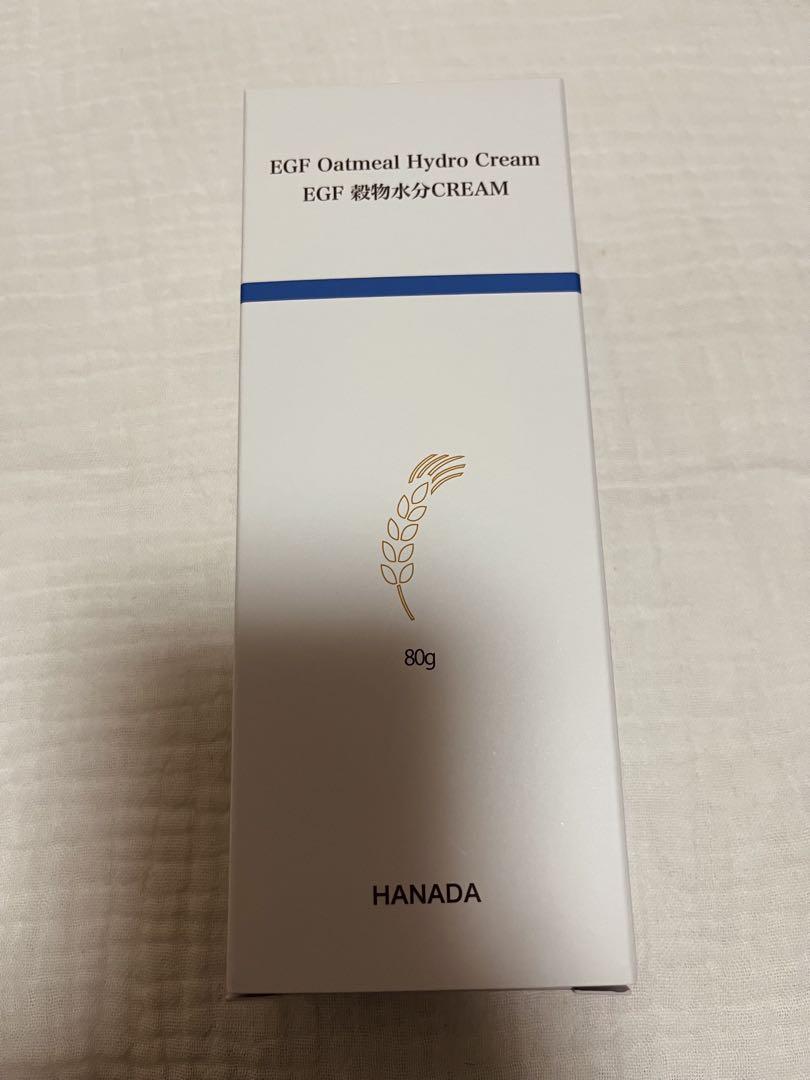 EGF Oatmeal Hydro Cream
EGF 穀物水分CREAM
80g
HANADA